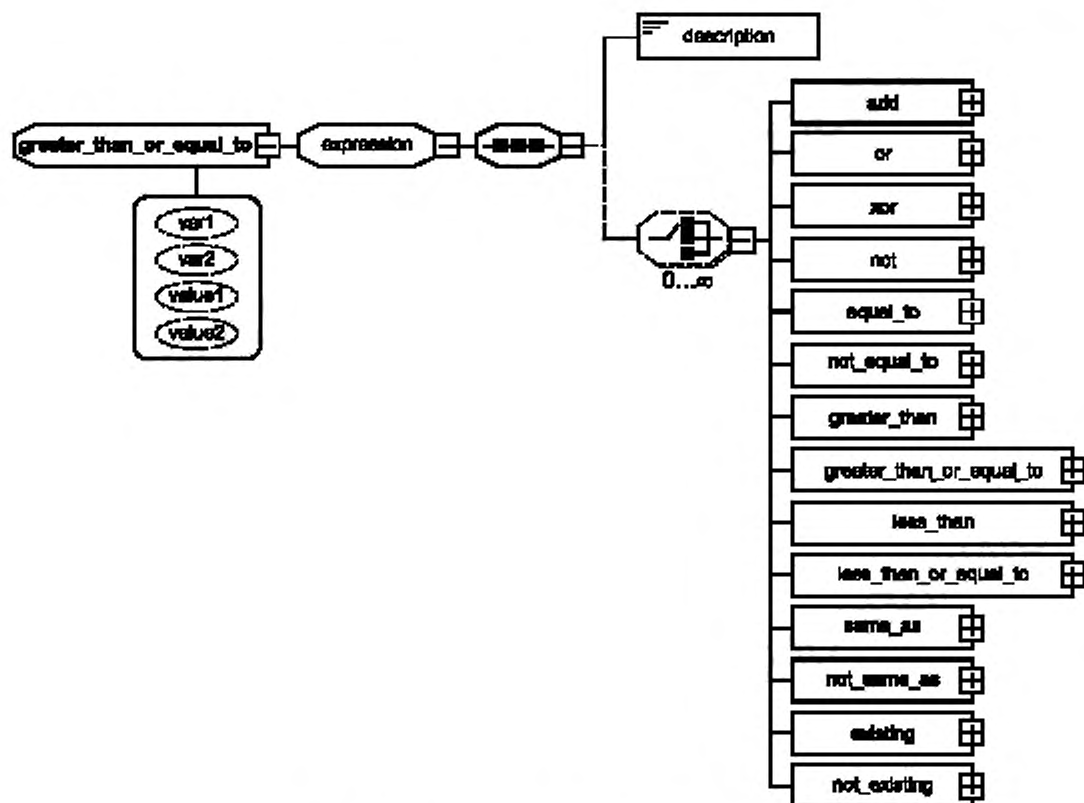 description
greater_than_or_equal_to
expression
var1
var2
value1
value2
0...∞
add
or
xor
not
equal_to
not_equal_to
greater_than
greater_than_or_equal_to
less_than
less_than_or_equal_to
same_as
not_same_as
existing
not_existing